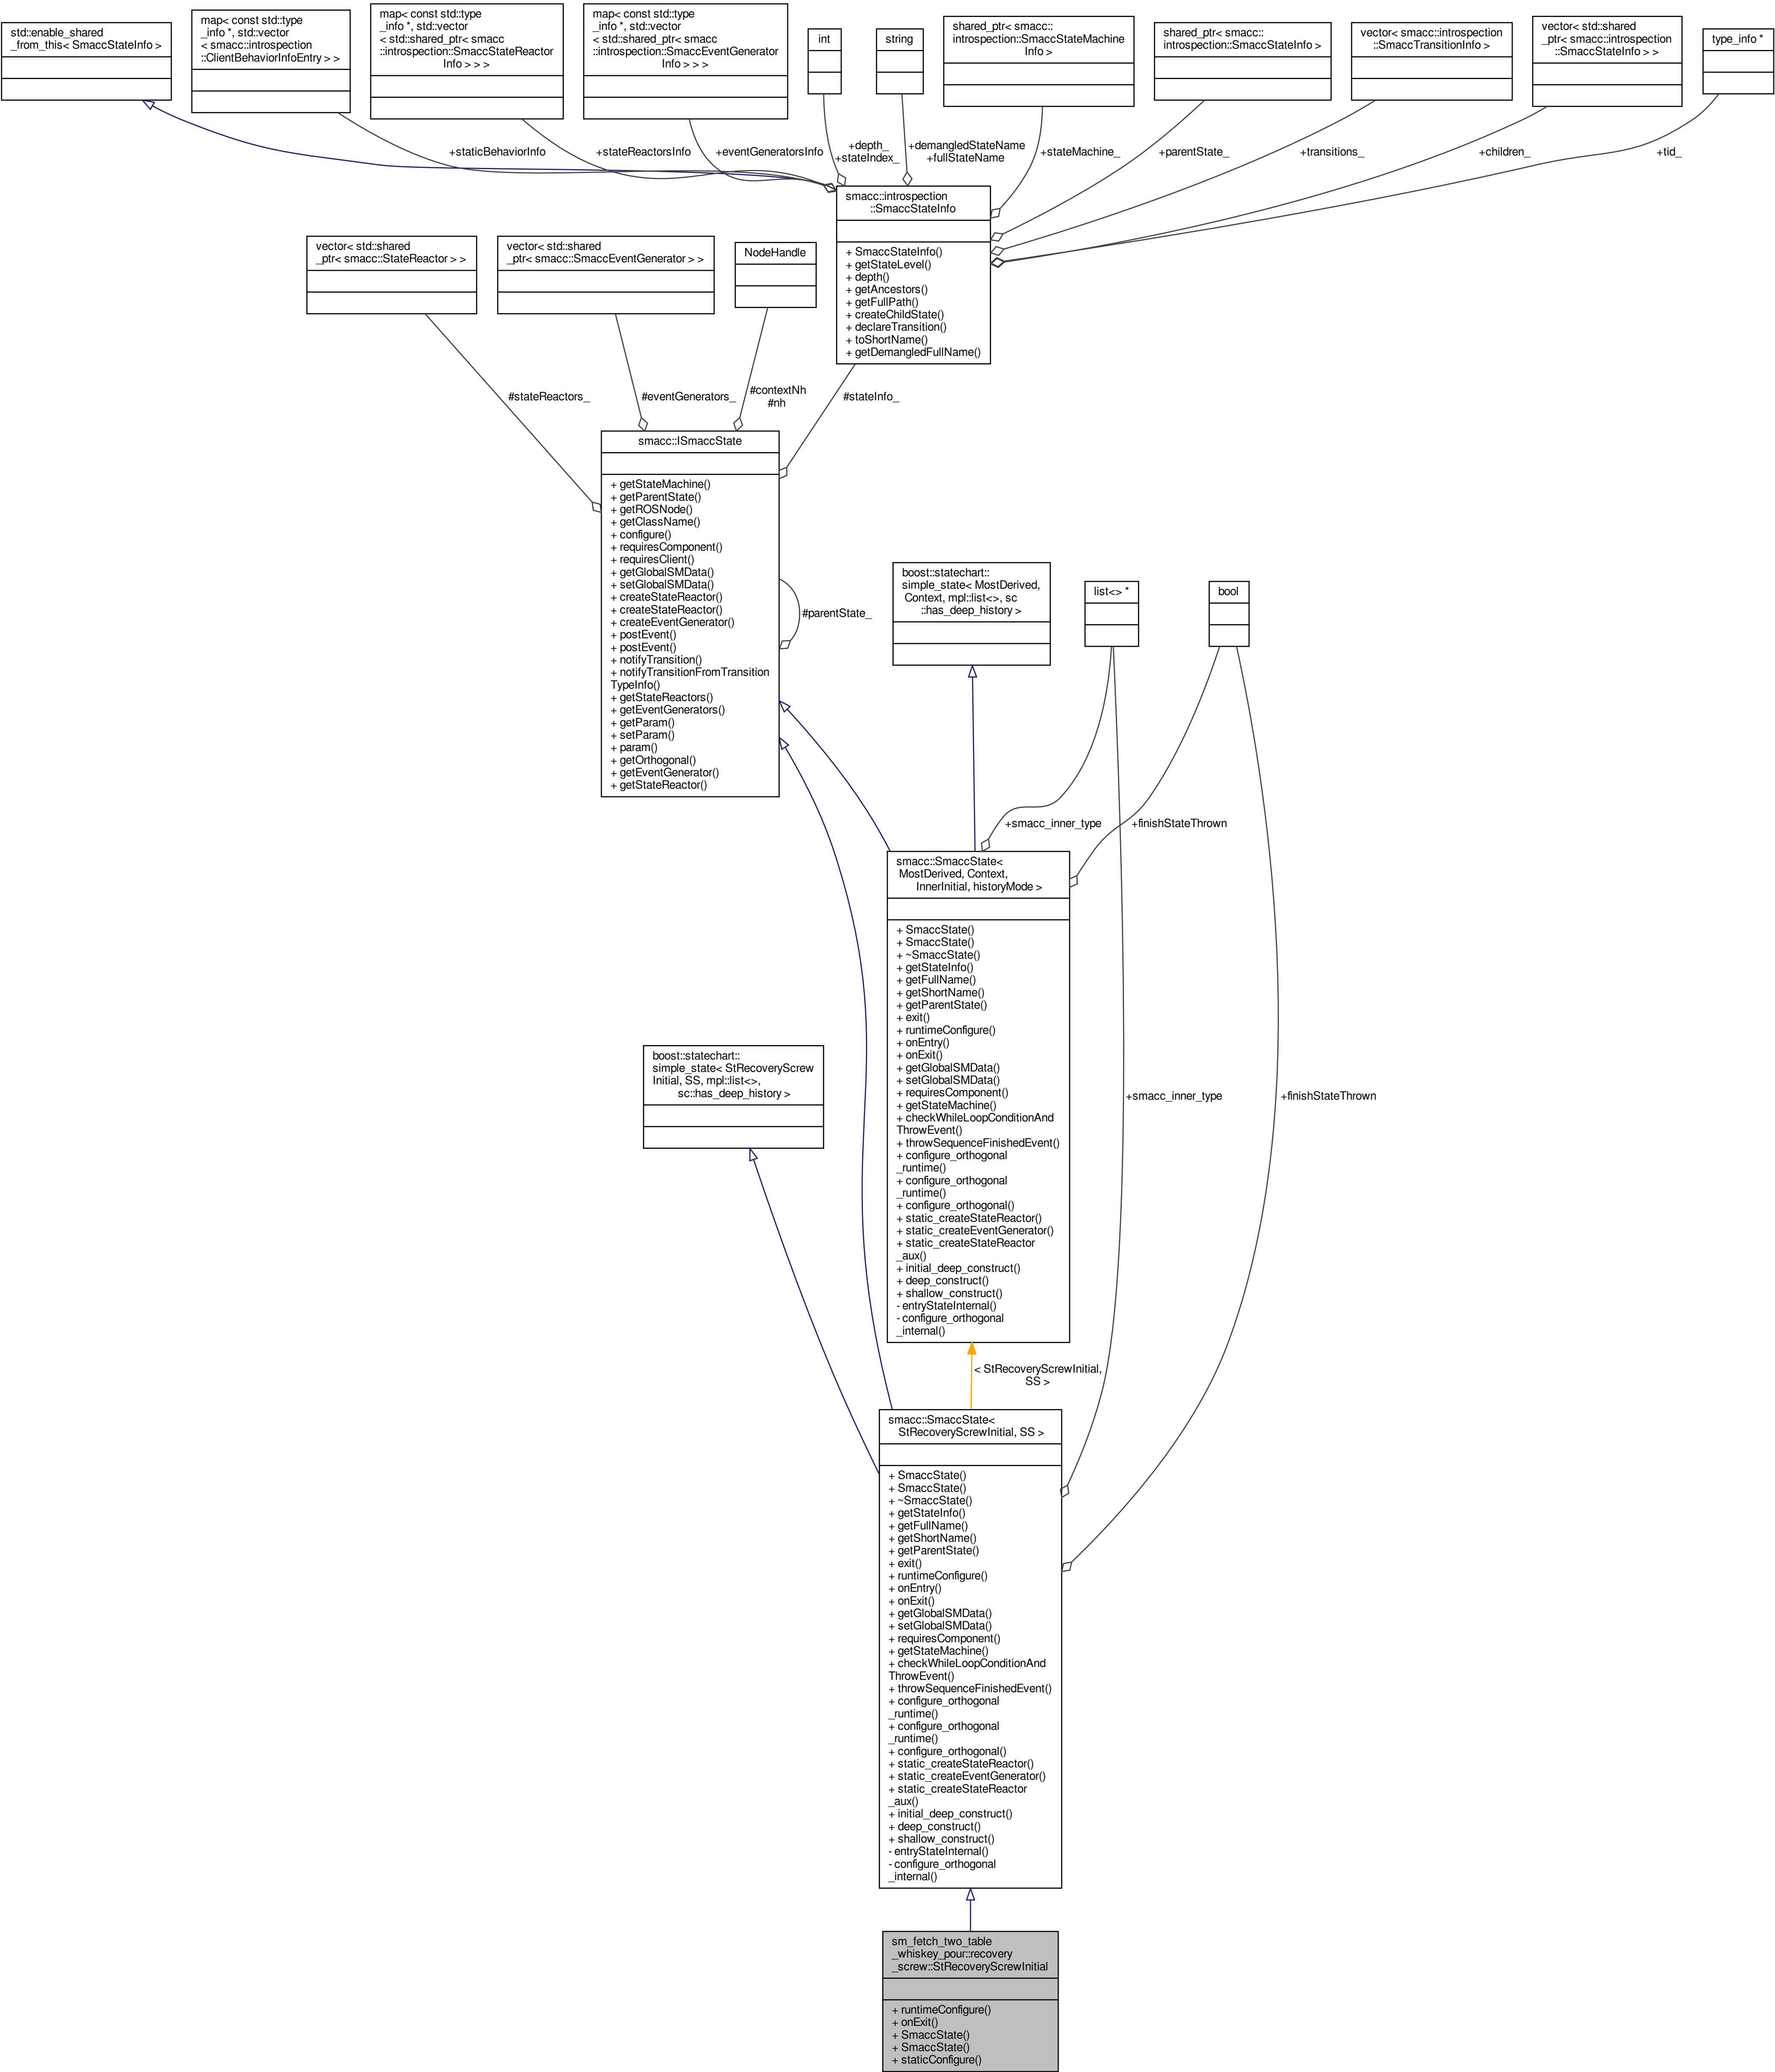 std::enable_shared
_from_this< SmaccStateInfo >
map< const std::type
_info *, std::vector
< smacc::introspection
::ClientBehaviorInfoEntry > >
map< const std::type
_info *, std::vector
< std::shared_ptr< smacc
::introspection::SmaccStateReactor
Info > > >
map< const std::type
_info *, std::vector
< std::shared_ptr< smacc
::introspection::SmaccEventGenerator
Info > > >
int
string
shared_ptr< smacc::
introspection::SmaccStateMachine
Info >
shared_ptr< smacc::
introspection::SmaccStateInfo >
vector< smacc::introspection
::SmaccTransitionInfo >
vector< std::shared
_ptr< smacc::introspection
::SmaccStateInfo > >
type_info *
+staticBehaviorInfo
+stateReactorsInfo
+eventGeneratorsInfo
+depth_
+stateIndex_
+demangledStateName
+fullStateName
+stateMachine_
+parentState_
+transitions_
+children_
+tid_
smacc::introspection
::SmaccStateInfo
+ SmaccStateInfo()
+ getStateLevel()
+ depth()
+ getAncestors()
+ getFullPath()
+ createChildState()
+ declareTransition()
+ toShortName()
+ getDemangledFullName()
vector< std::shared
_ptr< smacc::StateReactor > >
vector< std::shared
_ptr< smacc::SmaccEventGenerator > >
NodeHandle
#stateReactors_
#eventGenerators_
#contextNh
#nh
#stateInfo_
smacc::ISmaccState
+ getStateMachine()
+ getParentState()
+ getROSNode()
+ getClassName()
+ configure()
+ requiresComponent()
+ requiresClient()
+ getGlobalSMData()
+ setGlobalSMData()
+ createStateReactor()
+ createStateReactor()
+ createEventGenerator()
+ postEvent()
+ postEvent()
+ notifyTransition()
+ notifyTransitionFromTransition
TypeInfo()
+ getStateReactors()
+ getEventGenerators()
+ getParam()
+ setParam()
+ param()
+ getOrthogonal()
+ getEventGenerator()
+ getStateReactor()
#parentState_
boost::statechart::
simple_state< MostDerived,
Context, mpl::list<>, sc
::has_deep_history >
list<> *
bool
+smacc_inner_type
+finishStateThrown
smacc::SmaccState<
MostDerived, Context,
InnerInitial, historyMode >
+ SmaccState()
+ SmaccState()
+ ~SmaccState()
+ getStateInfo()
+ getFullName()
+ getShortName()
+ getParentState()
+ exit()
+ runtimeConfigure()
+ onEntry()
+ onExit()
+ getGlobalSMData()
+ setGlobalSMData()
+ requiresComponent()
+ getStateMachine()
+ checkWhileLoopConditionAnd
ThrowEvent()
+ throwSequenceFinishedEvent()
+ configure_orthogonal
_runtime()
+ configure_orthogonal
_runtime()
+ configure_orthogonal()
+ static_createStateReactor()
+ static_createEventGenerator()
+ static_createStateReactor
_aux()
+ initial_deep_construct()
+ deep_construct()
+ shallow_construct()
- entryStateInternal()
- configure_orthogonal
_internal()
boost::statechart::
simple_state< StRecoveryScrew
Initial, SS, mpl::list<>,
sc::has_deep_history >
+smacc_inner_type
+finishStateThrown
< StRecoveryScrewInitial,
SS >
smacc::SmaccState<
StRecoveryScrewInitial, SS >
+ SmaccState()
+ SmaccState()
+ ~SmaccState()
+ getStateInfo()
+ getFullName()
+ getShortName()
+ getParentState()
+ exit()
+ runtimeConfigure()
+ onEntry()
+ onExit()
+ getGlobalSMData()
+ setGlobalSMData()
+ requiresComponent()
+ getStateMachine()
+ checkWhileLoopConditionAnd
ThrowEvent()
+ throwSequenceFinishedEvent()
+ configure_orthogonal
_runtime()
+ configure_orthogonal
_runtime()
+ configure_orthogonal()
+ static_createStateReactor()
+ static_createEventGenerator()
+ static_createStateReactor
_aux()
+ initial_deep_construct()
+ deep_construct()
+ shallow_construct()
- entryStateInternal()
- configure_orthogonal
_internal()
sm_fetch_two_table
_whiskey_pour::recovery
_screw::StRecoveryScrewInitial
+ runtimeConfigure()
+ onExit()
+ SmaccState()
+ SmaccState()
+ staticConfigure()